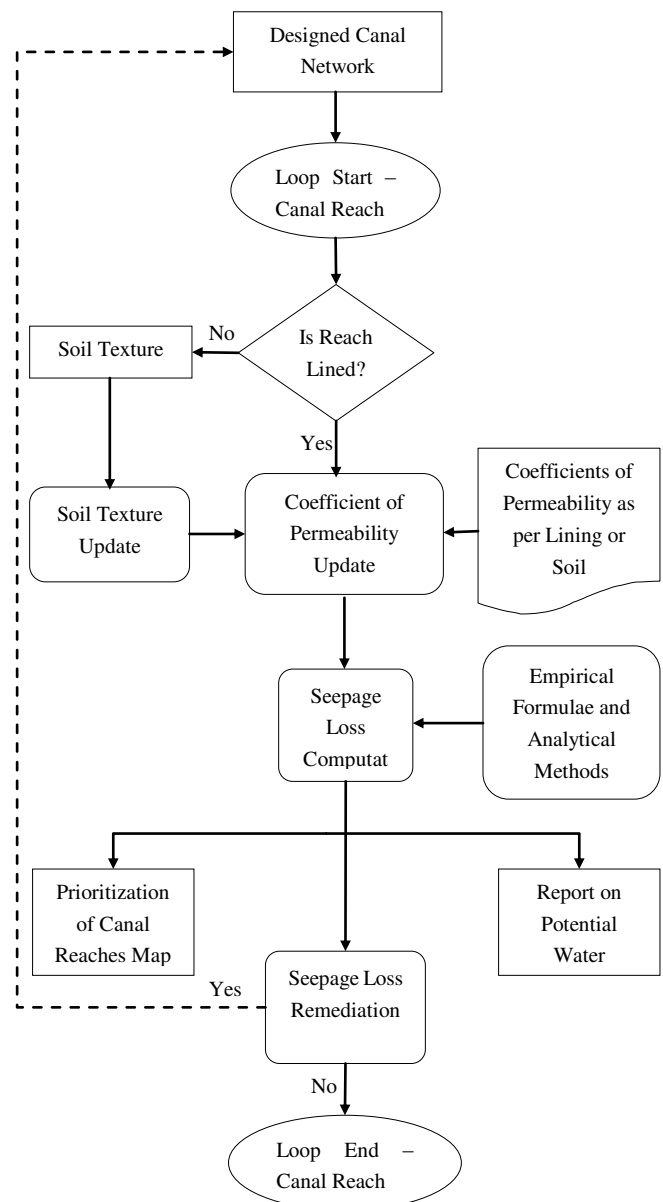 Designed Canal
Network
Loop Start –
Canal Reach
Is Reach
Lined?
No
Soil Texture
Yes
Soil Texture
Update
Coefficient of
Permeability
Update
Coefficients of
Permeability as
per Lining or
Soil
Seepage
Loss
Computat
Empirical
Formulae and
Analytical
Methods
Prioritization
of Canal
Reaches Map
Report on
Potential
Water
Yes
Seepage Loss
Remediation
No
Loop End –
Canal Reach